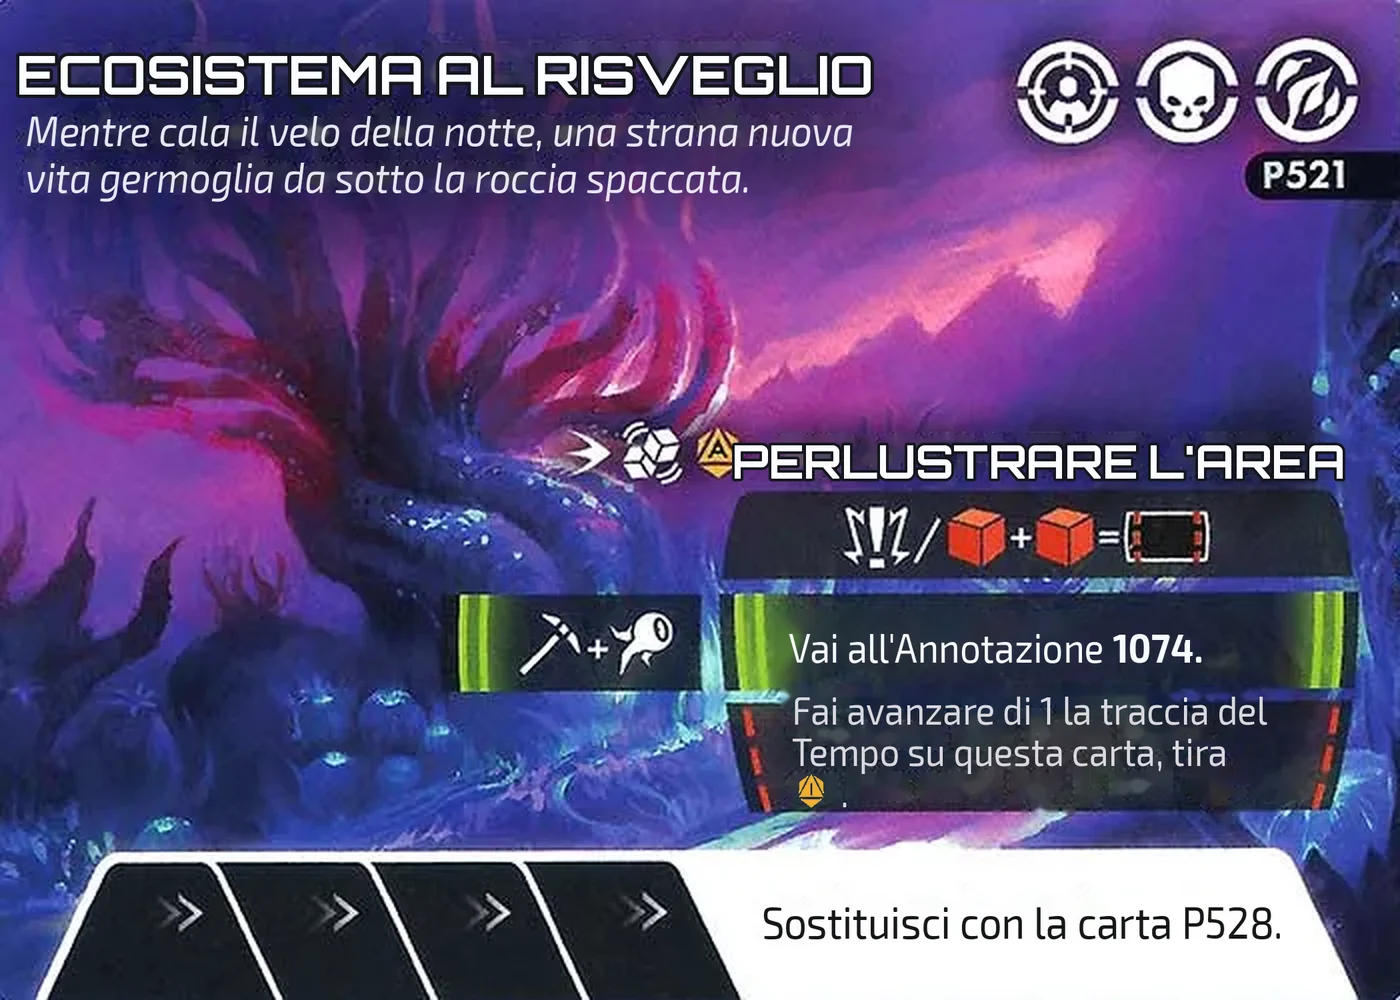 ECOSISTEMA AL RISVEGLIO
Mentre cala il velo della notte, una strana nuova
vita germoglia da sotto la roccia spaccata.
P521
A PERLUSTRARE L'AREA
! / + =
+
Vai all'Annotazione 1074.
Fai avanzare di 1 la traccia del
Tempo su questa carta, tira
.
Sostituisci con la carta P528.